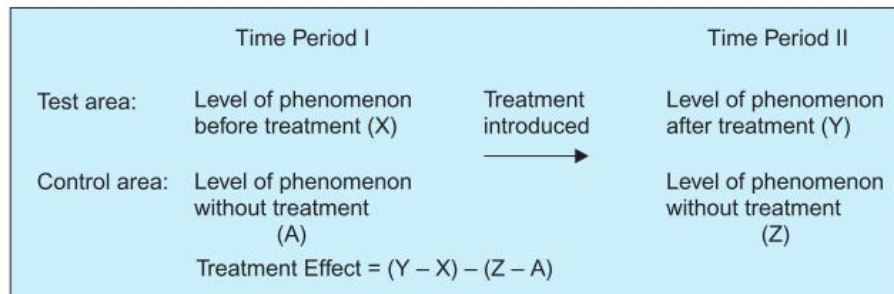 Time Period I Time Period II
Test area: Level of phenomenon Treatment Level of phenomenon
before treatment (X) introduced after treatment (Y)
Control area: Level of phenomenon Level of phenomenon
without treatment without treatment
(A) (Z)
Treatment Effect = (Y – X) – (Z – A)